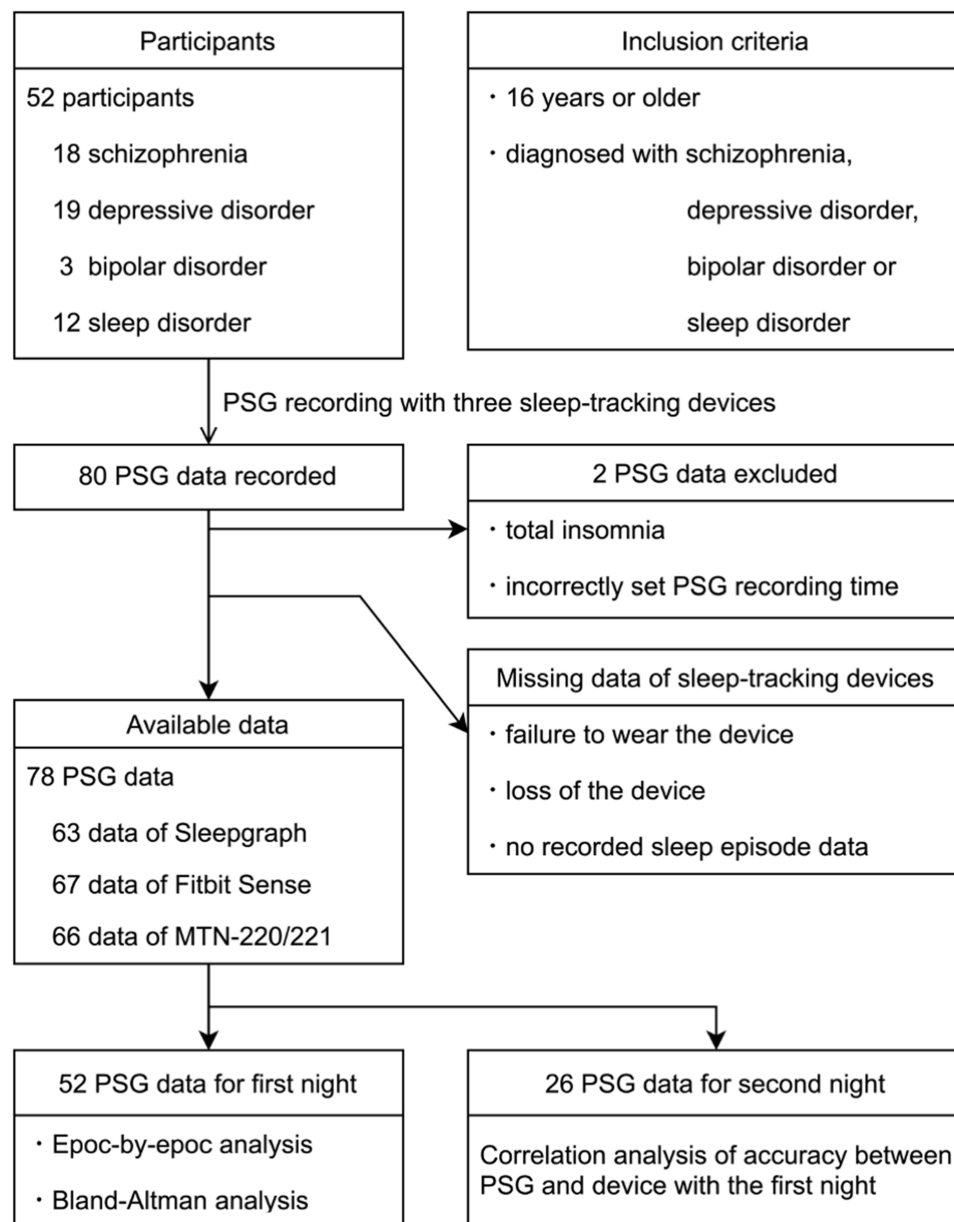 Participants
52 participants
18 schizophrenia
19 depressive disorder
3 bipolar disorder
12 sleep disorder
Inclusion criteria
・16 years or older
・diagnosed with schizophrenia,
depressive disorder,
bipolar disorder or
sleep disorder
PSG recording with three sleep-tracking devices
80 PSG data recorded
2 PSG data excluded
・total insomnia
・incorrectly set PSG recording time
Missing data of sleep-tracking devices
・failure to wear the device
・loss of the device
・no recorded sleep episode data
Available data
78 PSG data
63 data of Sleepgraph
67 data of Fitbit Sense
66 data of MTN-220/221
52 PSG data for first night
・Epoc-by-epoc analysis
・Bland-Altman analysis
26 PSG data for second night
Correlation analysis of accuracy between
PSG and device with the first night